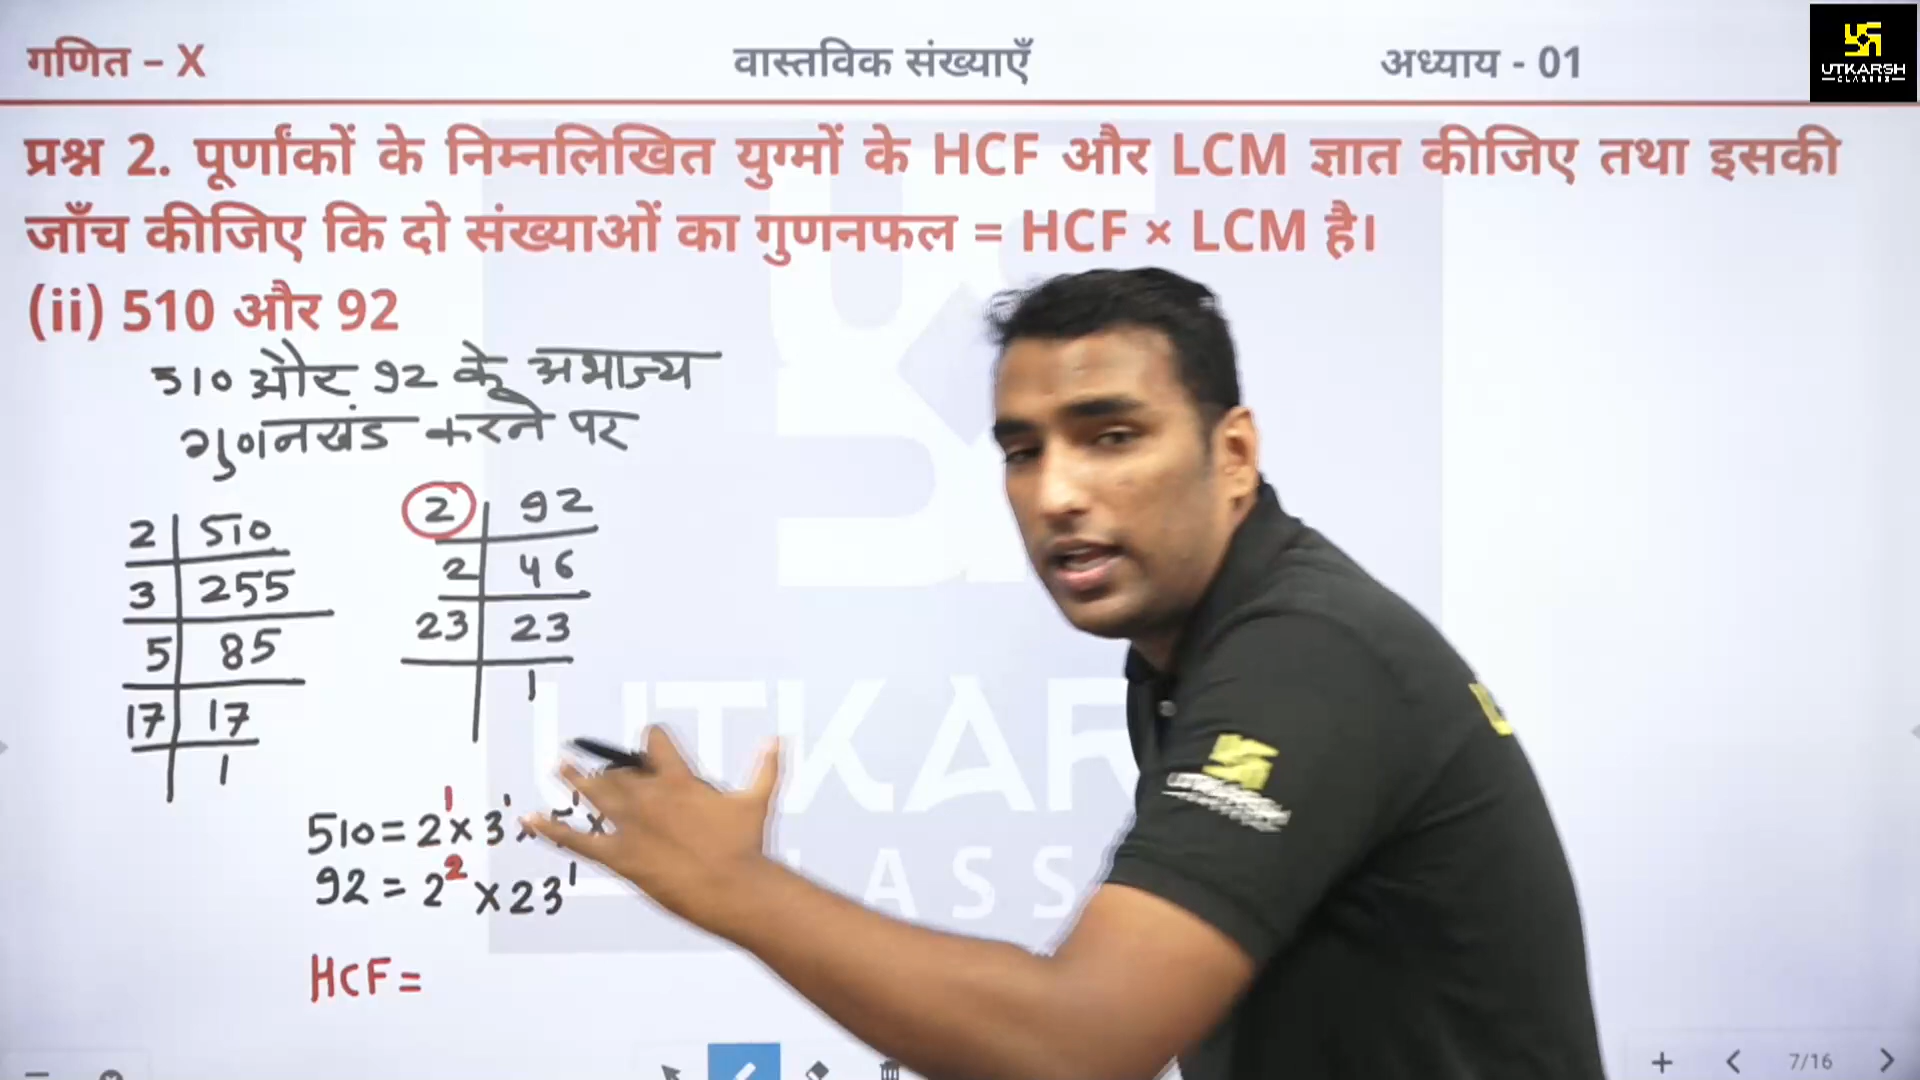 गणित – X वास्तविक संख्याएँ अध्याय - 01
UTKARSH
CLASSES
प्रश्न 2. पूर्णांकों के निम्नलिखित युग्मों के HCF और LCM ज्ञात कीजिए तथा इसकी
जाँच कीजिए कि दो संख्याओं का गुणनफल = HCF × LCM है।
(ii) 510 और 92
510 और 92 के अभाज्य
गुणनखंड करने पर
2 510
3 255
5 85
17 17
1
2 92
2 46
23 23
1
510 = 2¹ × 3¹ × 5¹ ×
92 = 2² × 23¹
HCF =
7/16